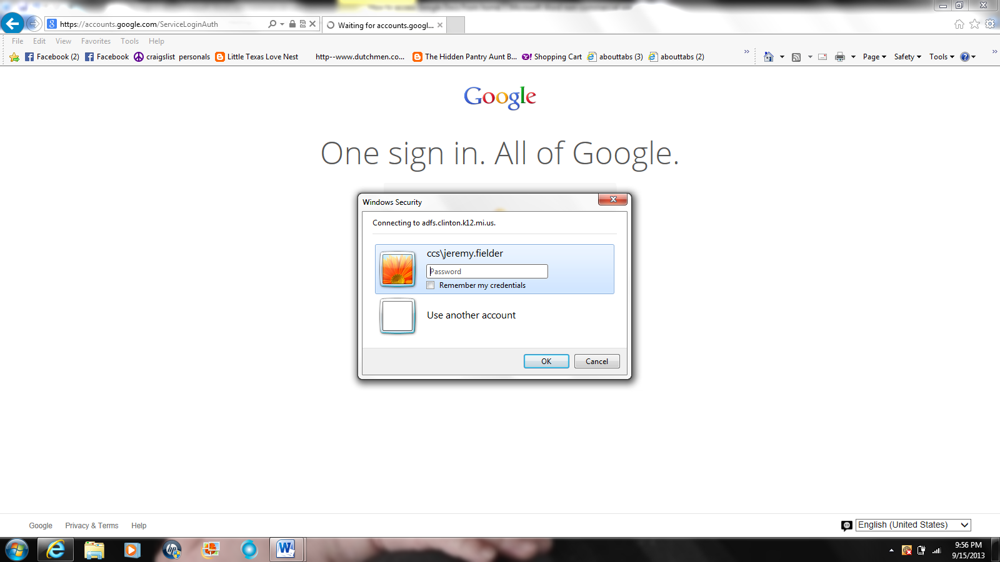 https://accounts.google.com/ServiceLoginAuth
Waiting for accounts.googl...
File Edit View Favorites Tools Help
Facebook (2) Facebook craigslist personals Little Texas Love Nest http--www.dutchmen.co... The Hidden Pantry Aunt B... Shopping Cart abouttabs (3) abouttabs (2) Page Safety Tools
Google
One sign in. All of Google.
Windows Security
Connecting to adfs.clinton.k12.mi.us.
ccs\jeremy.fielder
Password
Remember my credentials
Use another account
OK Cancel
Google Privacy & Terms Help English (United States)
9:56 PM
9/15/2013